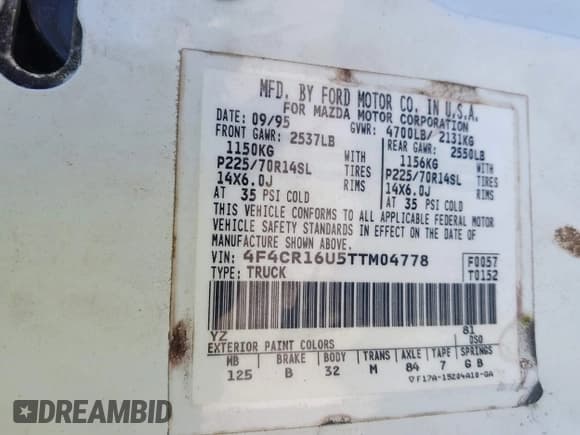 MFD. BY FORD MOTOR CO. IN U.S.A.
FOR MAZDA MOTOR CORPORATION
DATE: 09/95 GVWR: 4700LB/ 2131KG
FRONT GAWR: 2537LB REAR GAWR: 2550LB
1150KG WITH 1156KG WITH
P225/70R14SL TIRES P225/70R14SL TIRES
14X6.0J RIMS 14X6.0J RIMS
AT 35 PSI COLD AT 35 PSI COLD
THIS VEHICLE CONFORMS TO ALL APPLICABLE FEDERAL MOTOR
VEHICLE SAFETY STANDARDS IN EFFECT ON THE DATE OF
MANUFACTURE SHOWN ABOVE.
VIN: 4F4CR16U5TTM04778 F0057
TYPE: TRUCK T0152
YZ 81
EXTERIOR PAINT COLORS DSO
WB BRAKE BODY TRANS AXLE TAPE SPRINGS
125 B 32 M 84 7 G B
F17A-15204A10-GA
DREAMBID